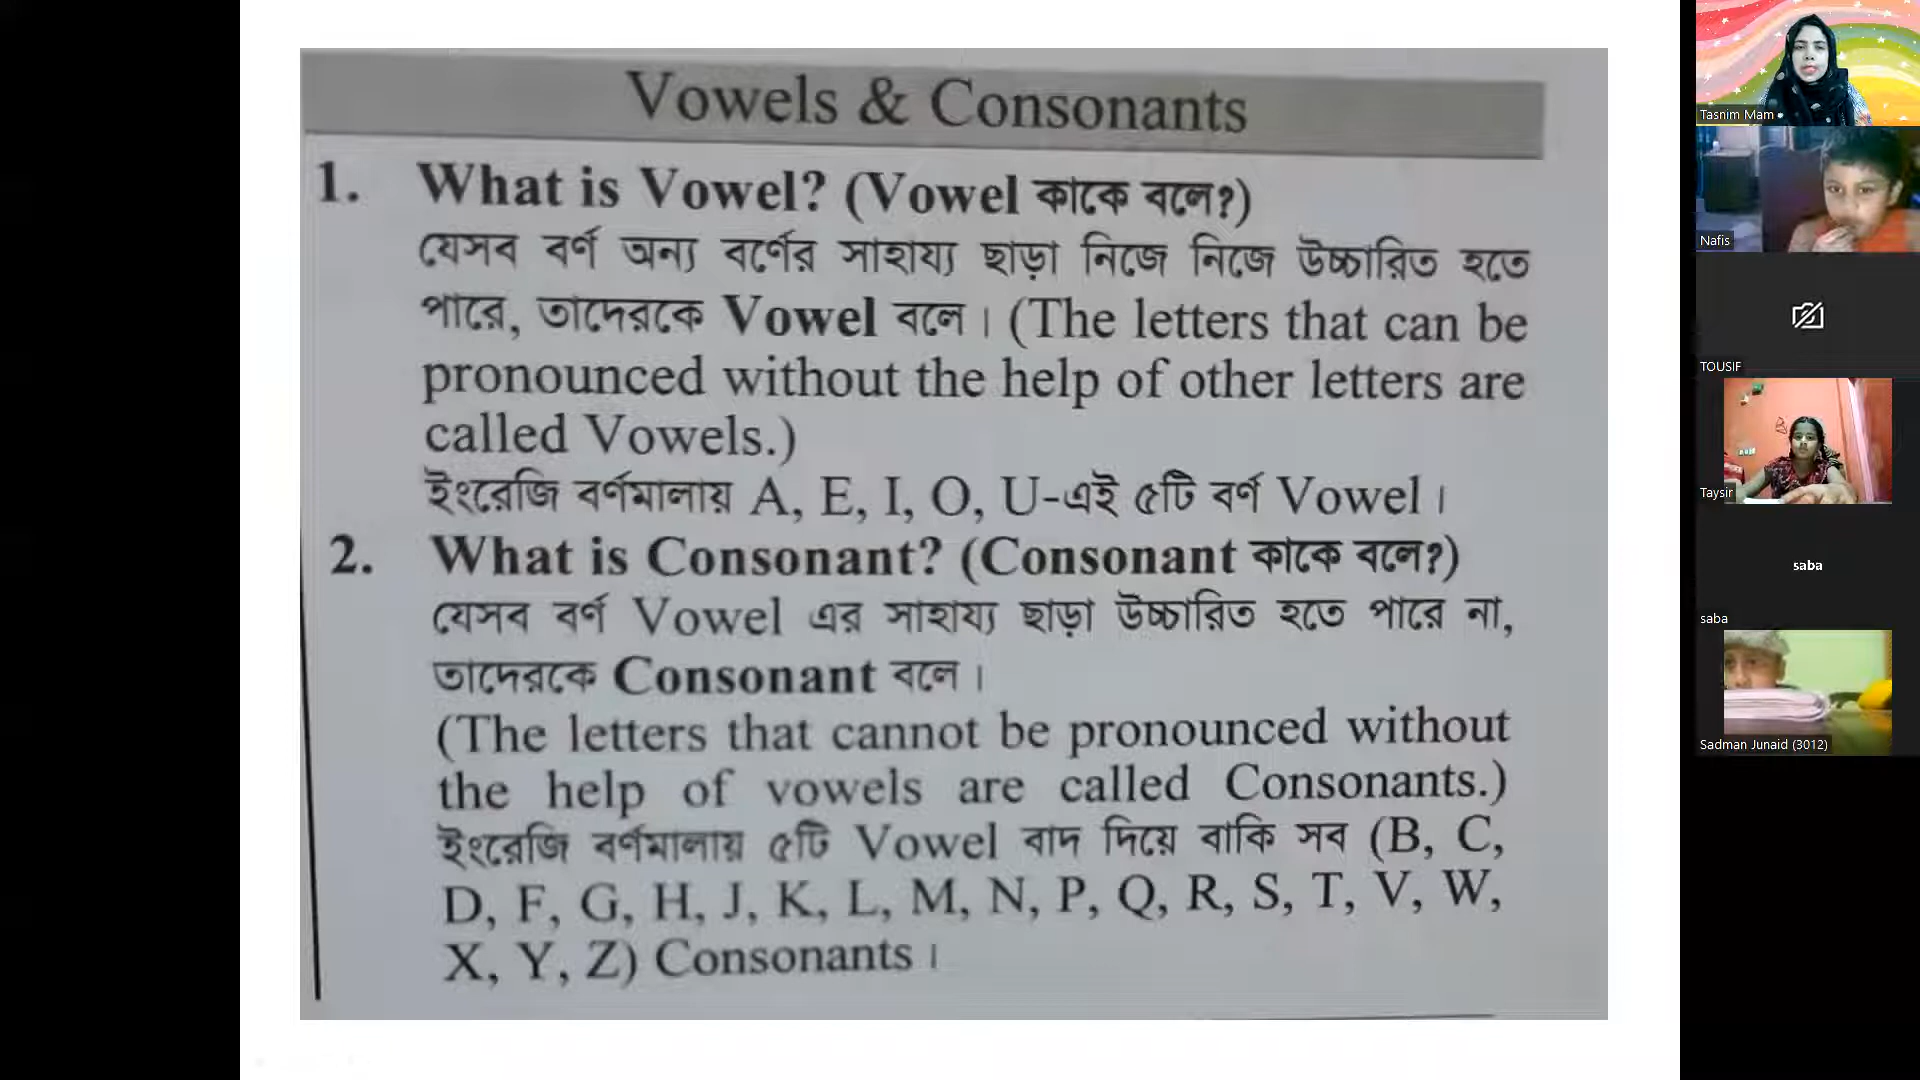 Vowels & Consonants
1. What is Vowel? (Vowel কাকে বলে?)
যেসব বর্ণ অন্য বর্ণের সাহায্য ছাড়া নিজে নিজে উচ্চারিত হতে
পারে, তাদেরকে Vowel বলে। (The letters that can be
pronounced without the help of other letters are
called Vowels.)
ইংরেজি বর্ণমালায় A, E, I, O, U-এই ৫টি বর্ণ Vowel।
2. What is Consonant? (Consonant কাকে বলে?)
যেসব বর্ণ Vowel এর সাহায্য ছাড়া উচ্চারিত হতে পারে না,
তাদেরকে Consonant বলে।
(The letters that cannot be pronounced without
the help of vowels are called Consonants.)
ইংরেজি বর্ণমালায় ৫টি Vowel বাদ দিয়ে বাকি সব (B, C,
D, F, G, H, J, K, L, M, N, P, Q, R, S, T, V, W,
X, Y, Z) Consonants।
Tasnim Mam
Nafis
TOUSIF
Taysir
saba
saba
Sadman Junaid (3012)